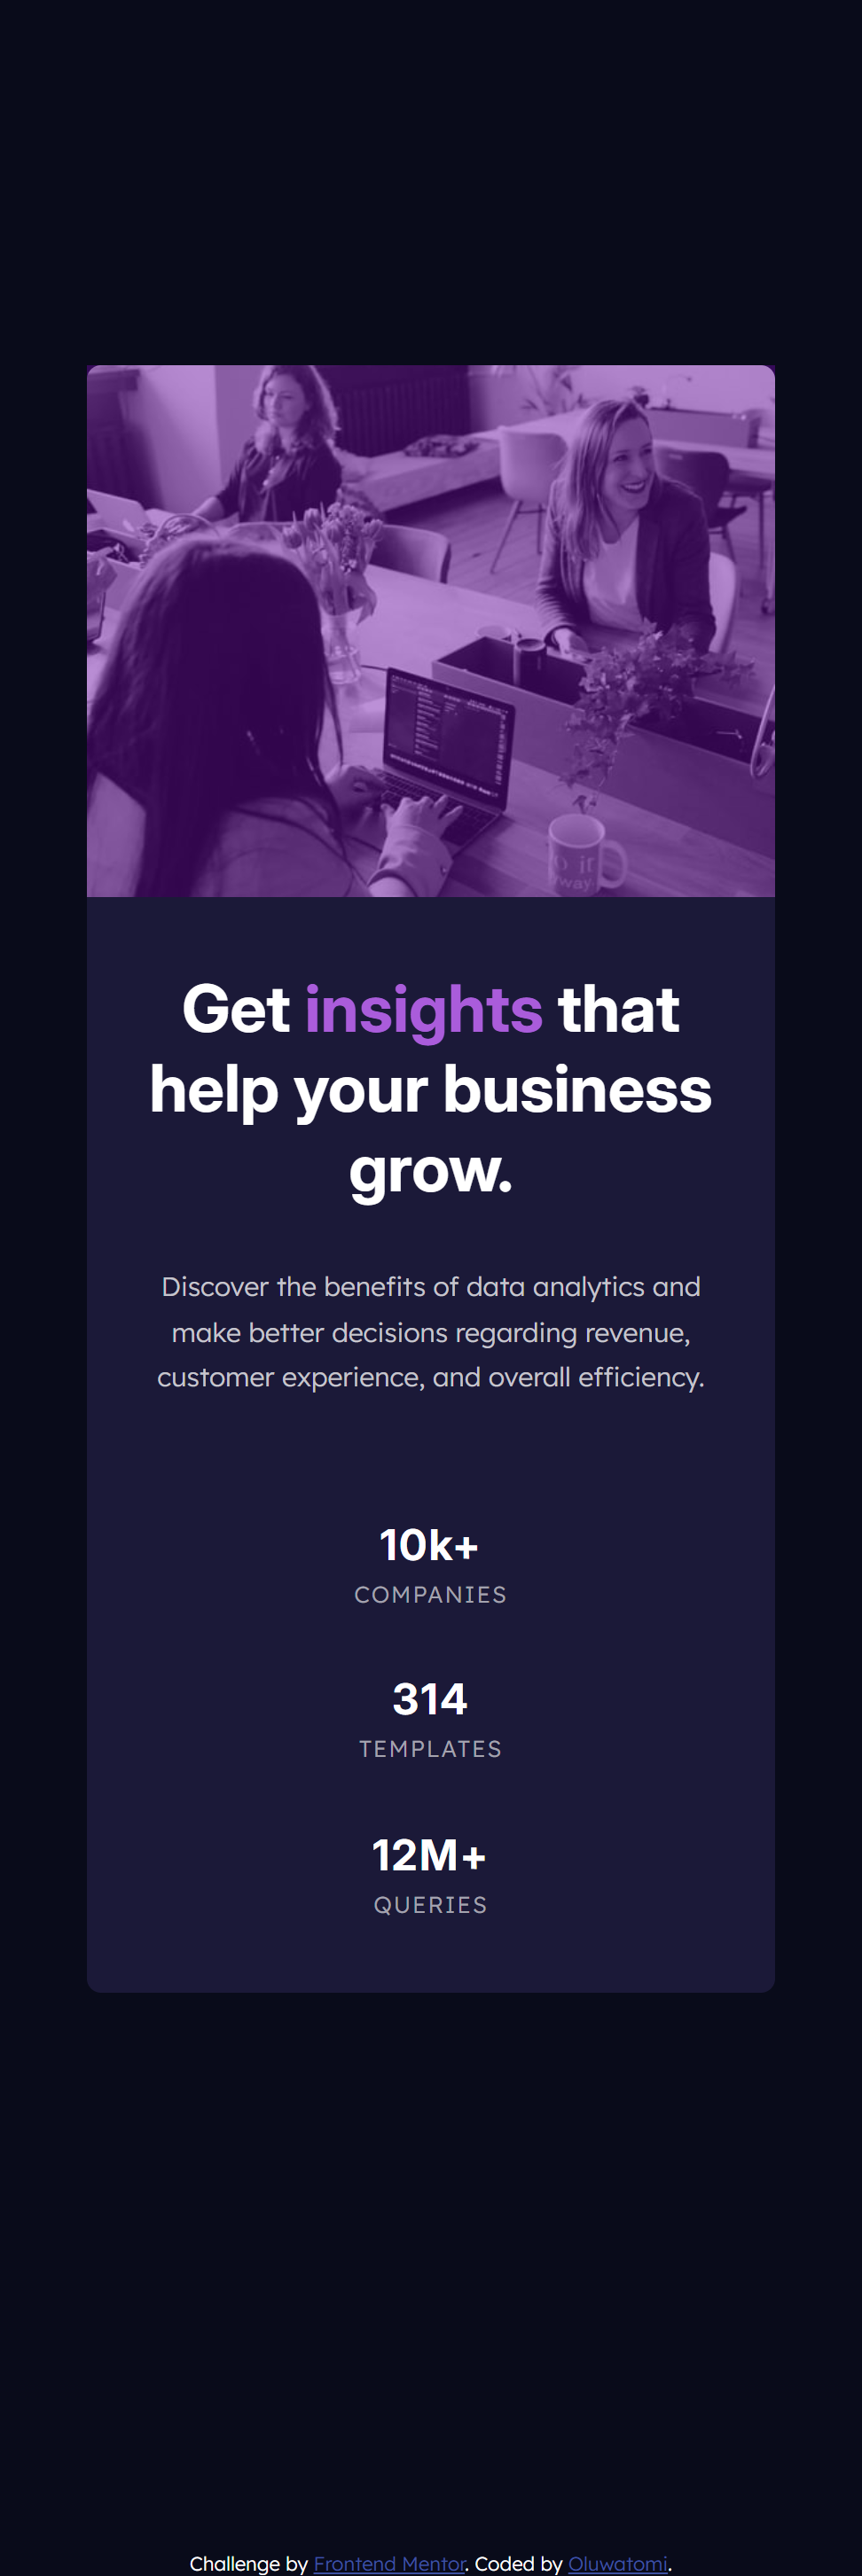 Get insights that
help your business
grow.
Discover the benefits of data analytics and
make better decisions regarding revenue,
customer experience, and overall efficiency.
10k+
COMPANIES
314
TEMPLATES
12M+
QUERIES
Challenge by Frontend Mentor. Coded by Oluwatomi.